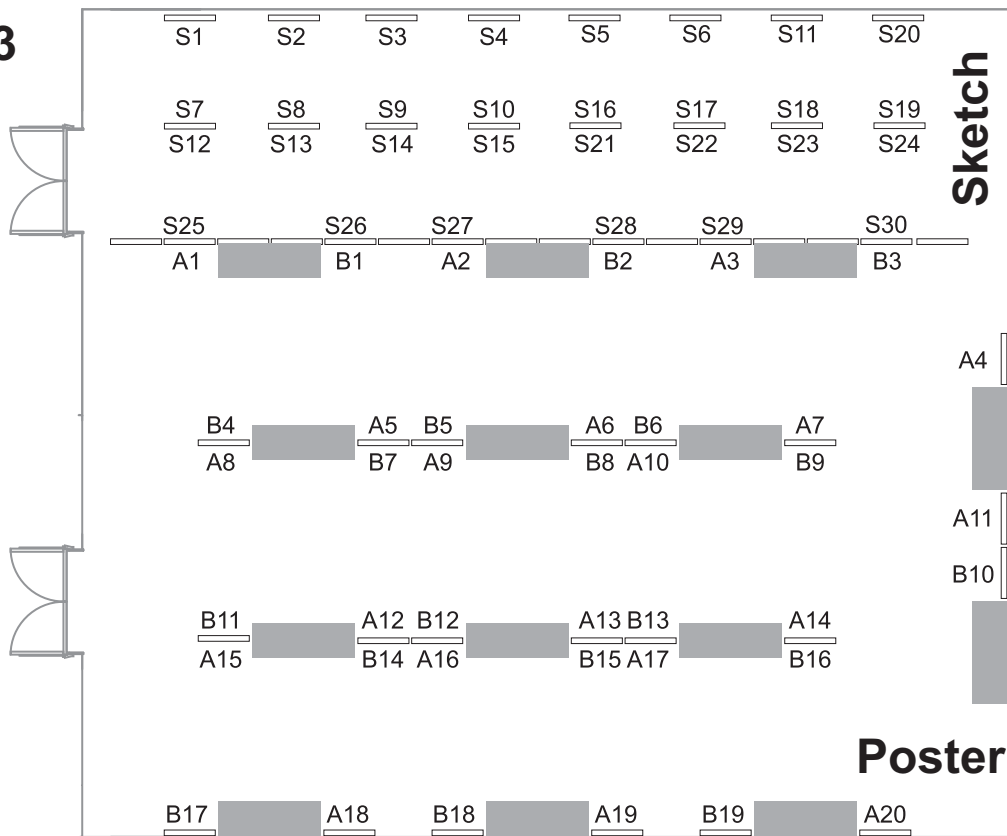 3
S1 S2 S3 S4 S5 S6 S11 S20
Sketch
S7 S8 S9 S10 S16 S17 S18 S19
S12 S13 S14 S15 S21 S22 S23 S24
S25 S26 S27 S28 S29 S30
A1 B1 A2 B2 A3 B3
A4
B4 A5 B5 A6 B6 A7
A8 B7 A9 B8 A10 B9
A11
B10
B11 A12 B12 A13 B13 A14
A15 B14 A16 B15 A17 B16
Poster
B17 A18 B18 A19 B19 A20